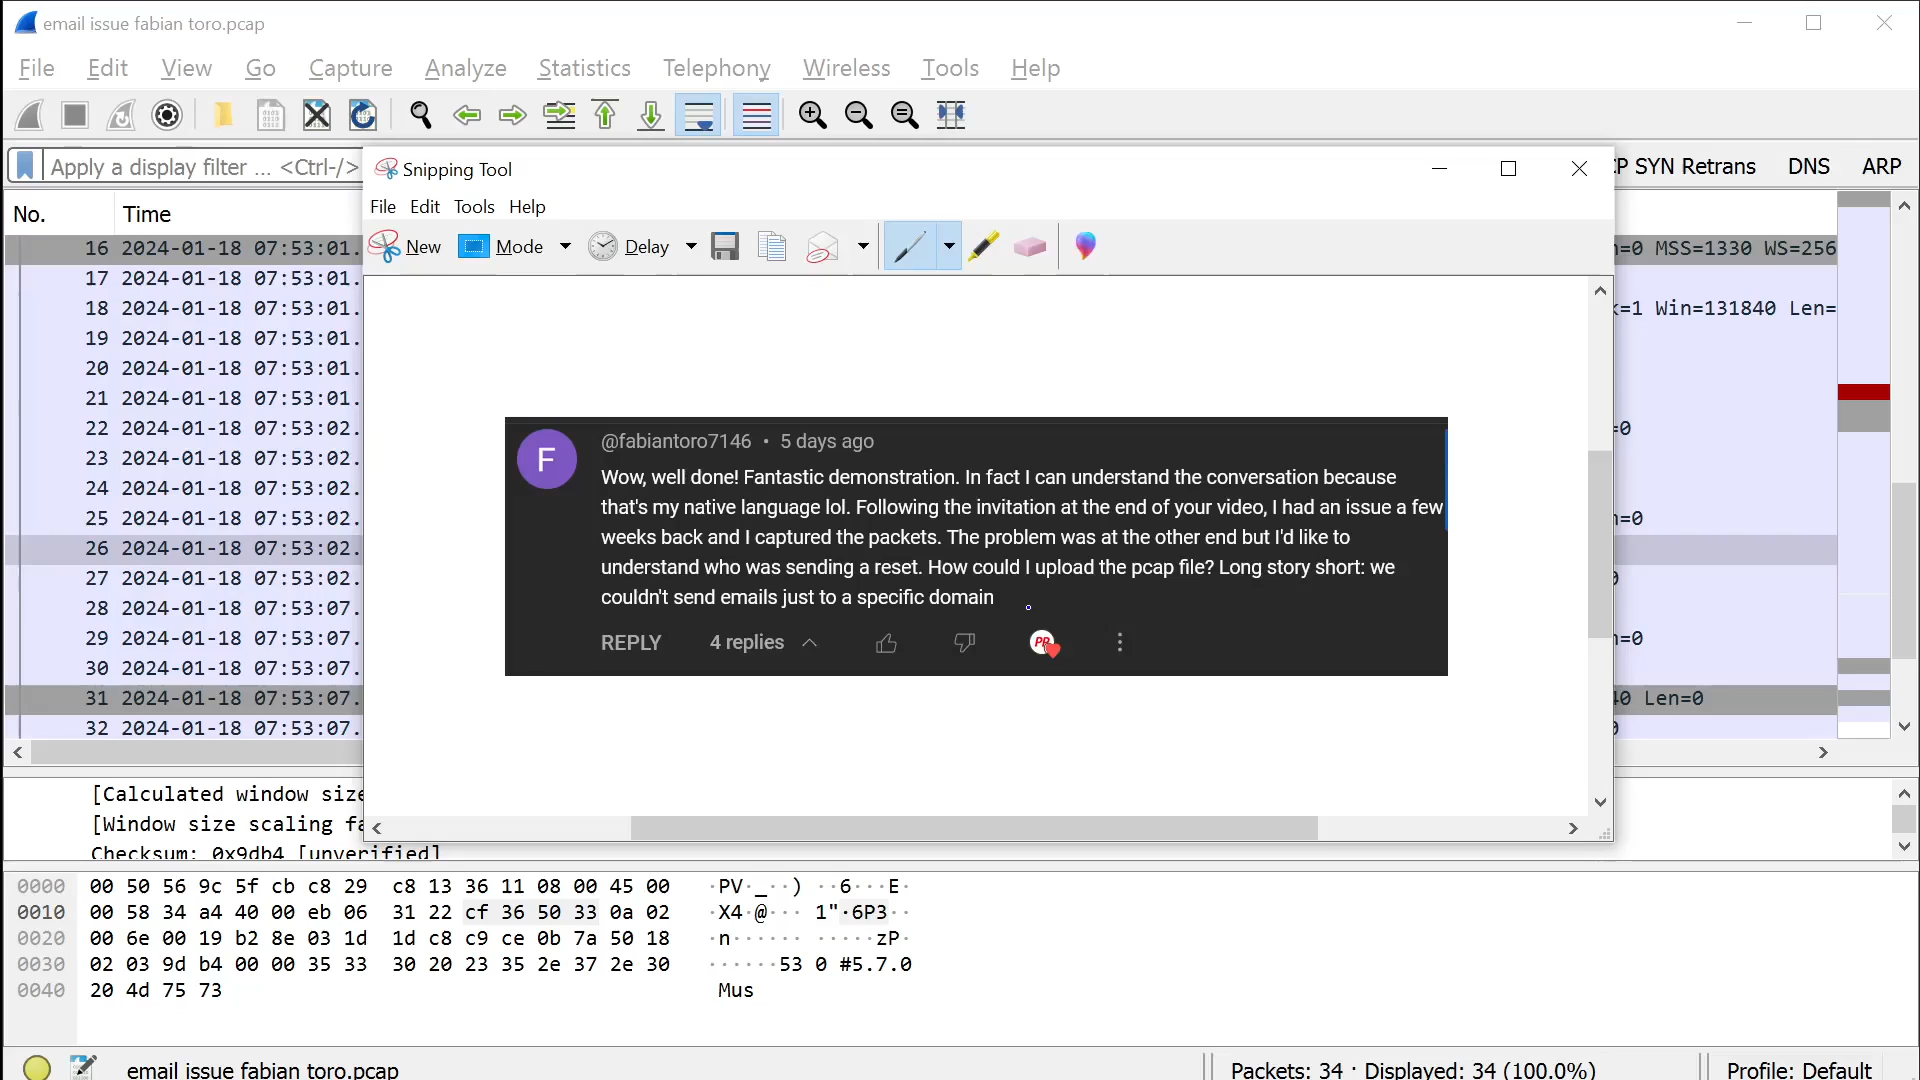 email issue fabian toro.pcap
File Edit View Go Capture Analyze Statistics Telephony Wireless Tools Help
Apply a display filter ... <Ctrl-/>
SYN Retrans DNS ARP
No. Time
16 2024-01-18 07:53:01. =0 MSS=1330 WS=256
17 2024-01-18 07:53:01.
18 2024-01-18 07:53:01. =1 Win=131840 Len=
19 2024-01-18 07:53:01.
20 2024-01-18 07:53:01.
21 2024-01-18 07:53:01.
22 2024-01-18 07:53:02. =0
23 2024-01-18 07:53:02.
24 2024-01-18 07:53:02.
25 2024-01-18 07:53:02. =0
26 2024-01-18 07:53:02.
27 2024-01-18 07:53:02.
28 2024-01-18 07:53:07.
29 2024-01-18 07:53:07. =0
30 2024-01-18 07:53:07.
31 2024-01-18 07:53:07. Len=0
32 2024-01-18 07:53:07.
Snipping Tool
File Edit Tools Help
New Mode Delay
F
@fabiantoro7146 • 5 days ago
Wow, well done! Fantastic demonstration. In fact I can understand the conversation because
that's my native language lol. Following the invitation at the end of your video, I had an issue a few
weeks back and I captured the packets. The problem was at the other end but I'd like to
understand who was sending a reset. How could I upload the pcap file? Long story short: we
couldn't send emails just to a specific domain
REPLY 4 replies PP
[Calculated window size
[Window size scaling
Checksum: 0x9db4 [unverified]
0000 00 50 56 9c 5f cb c8 29 c8 13 36 11 08 00 45 00 ·PV·_··) ··6···E·
0010 00 58 34 a4 40 00 eb 06 31 22 cf 36 50 33 0a 02 ·X4·@··· 1"·6P3··
0020 00 6e 00 19 b2 8e 03 1d 1d c8 c9 ce 0b 7a 50 18 ·n······ ·····zP·
0030 02 03 9d b4 00 00 35 33 30 20 23 35 2e 37 2e 30 ······53 0 #5.7.0
0040 20 4d 75 73 Mus
email issue fabian toro.pcap Packets: 34 · Displayed: 34 (100.0%) Profile: Default